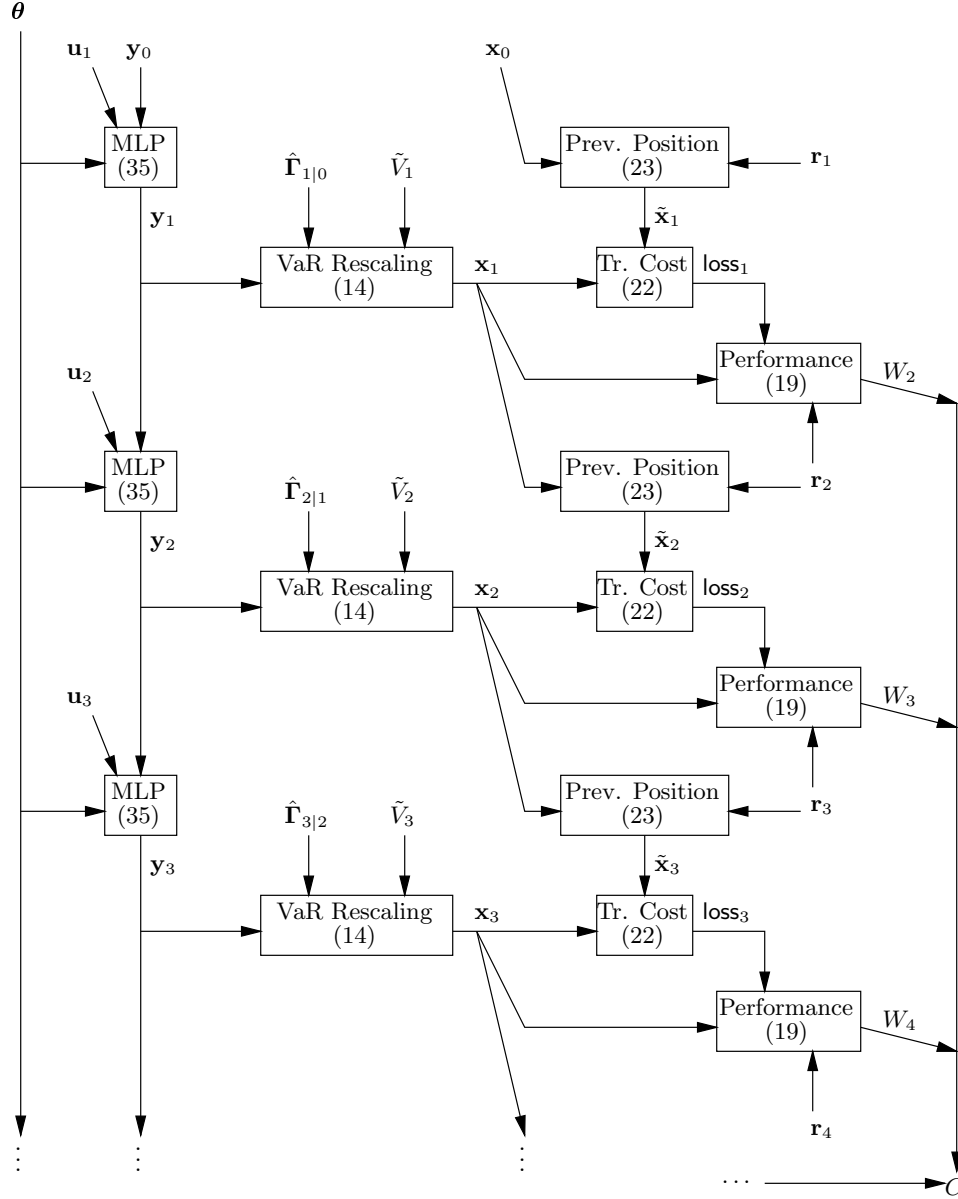 θ
u₁ y₀ x₀
MLP
(35)
Prev. Position
(23)
r₁
Γ̂₁|₀ Ṽ₁
y₁
x̃₁
VaR Rescaling
(14)
x₁
Tr. Cost
(22)
loss₁
Performance
(19)
W₂
u₂
MLP
(35)
Prev. Position
(23)
r₂
Γ̂₂|₁ Ṽ₂
y₂
x̃₂
VaR Rescaling
(14)
x₂
Tr. Cost
(22)
loss₂
Performance
(19)
W₃
u₃
MLP
(35)
Prev. Position
(23)
r₃
Γ̂₃|₂ Ṽ₃
y₃
x̃₃
VaR Rescaling
(14)
x₃
Tr. Cost
(22)
loss₃
Performance
(19)
W₄
r₄
⋮ ⋮ ⋮
⋯ C